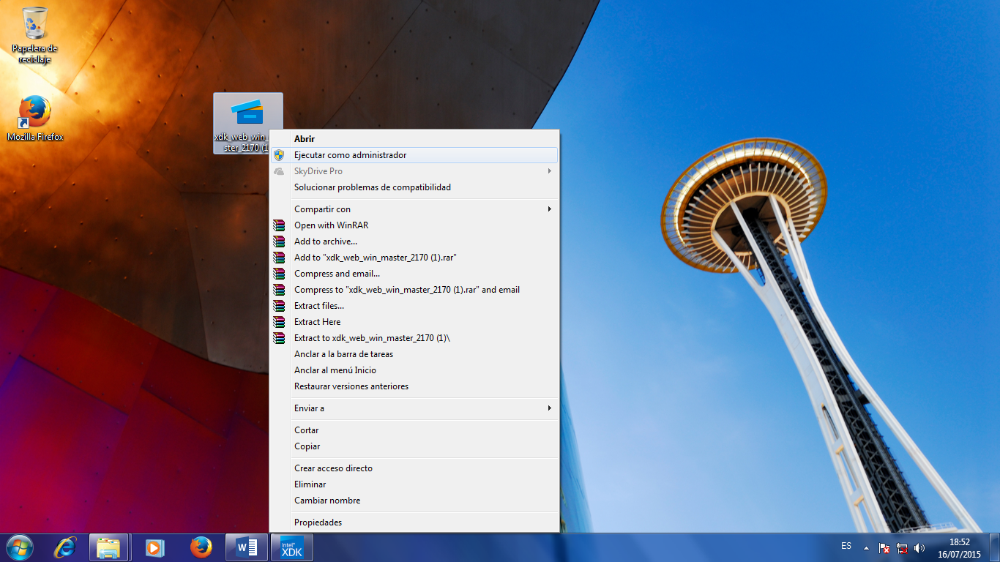 Papelera de
reciclaje
Mozilla Firefox
xdk_web_win_
ster_2170 (1
Abrir
Ejecutar como administrador
SkyDrive Pro
Solucionar problemas de compatibilidad
Compartir con
Open with WinRAR
Add to archive...
Add to "xdk_web_win_master_2170 (1).rar"
Compress and email...
Compress to "xdk_web_win_master_2170 (1).rar" and email
Extract files...
Extract Here
Extract to xdk_web_win_master_2170 (1)\
Anclar a la barra de tareas
Anclar al menú Inicio
Restaurar versiones anteriores
Enviar a
Cortar
Copiar
Crear acceso directo
Eliminar
Cambiar nombre
Propiedades
W
intel®
XDK
ES
18:52
16/07/2015